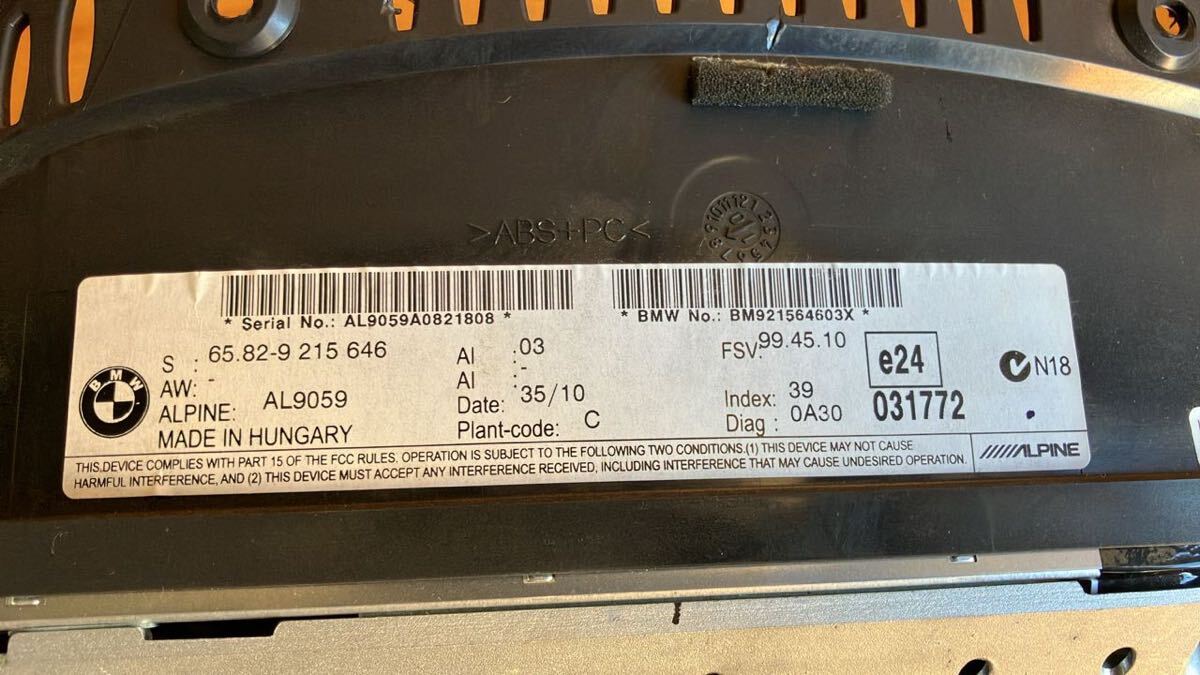 >ABS+PC<
* Serial No.: AL9059A0821808 *
* BMW No.: BM921564603X *
S : 65.82-9 215 646
AW: -
ALPINE: AL9059
MADE IN HUNGARY
AI : 03
AI : -
Date: 35/10
Plant-code: C
FSV: 99.45.10
Index: 39
Diag : 0A30
e24
031772
N18
BMW
THIS.DEVICE COMPLIES WITH PART 15 OF THE FCC RULES. OPERATION IS SUBJECT TO THE FOLLOWING TWO CONDITIONS.(1) THIS DEVICE MAY NOT CAUSE
HARMFUL INTERFERENCE, AND (2) THIS DEVICE MUST ACCEPT ANY INTERFERENCE RECEIVED, INCLUDING INTERFERENCE THAT MAY CAUSE UNDESIRED OPERATION.
ALPINE